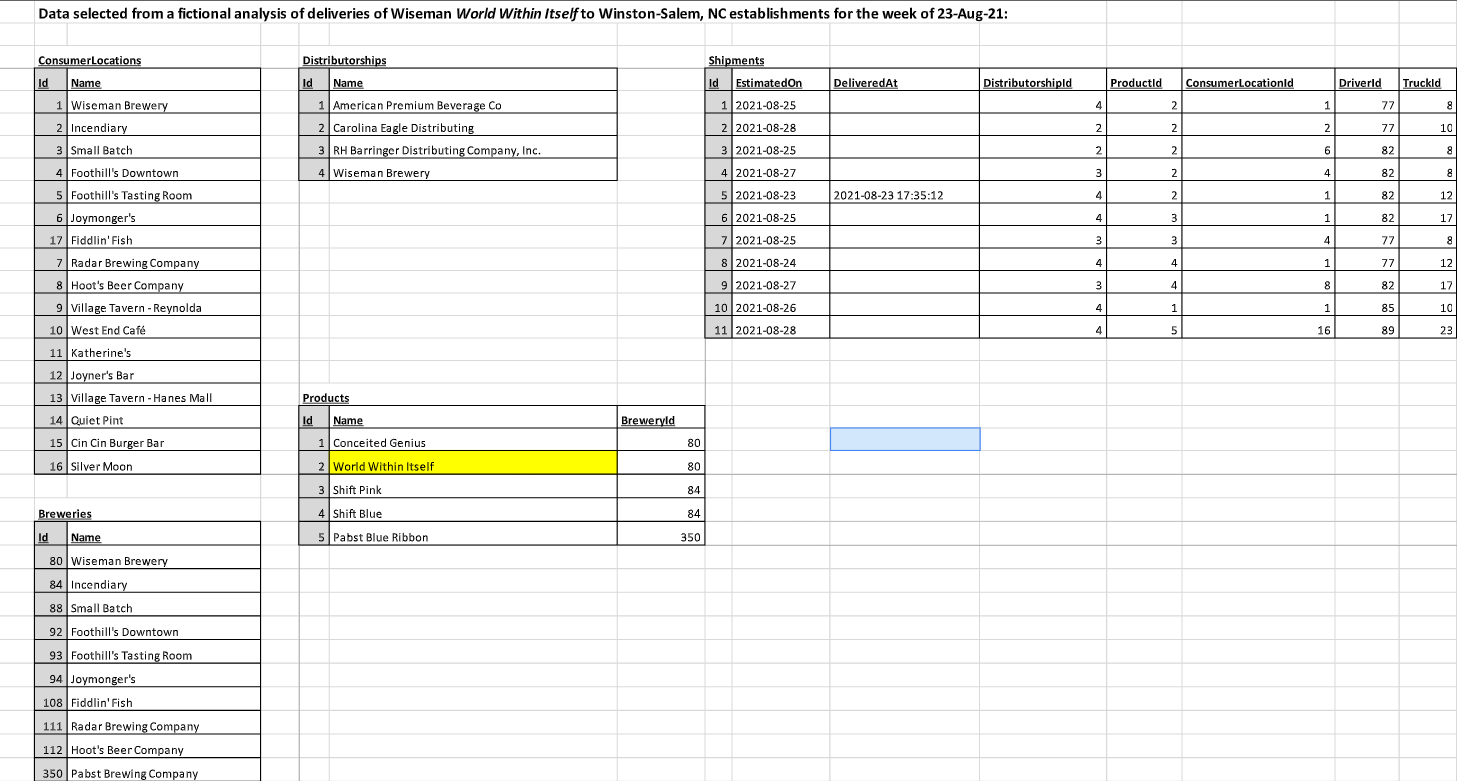 Data selected from a fictional analysis of deliveries of Wiseman World Within Itself to Winston-Salem, NC establishments for the week of 23-Aug-21:
ConsumerLocations
Id Name
1 Wiseman Brewery
2 Incendiary
3 Small Batch
4 Foothill's Downtown
5 Foothill's Tasting Room
6 Joymonger's
17 Fiddlin' Fish
7 Radar Brewing Company
8 Hoot's Beer Company
9 Village Tavern - Reynolda
10 West End Café
11 Katherine's
12 Joyner's Bar
13 Village Tavern - Hanes Mall
14 Quiet Pint
15 Cin Cin Burger Bar
16 Silver Moon
Distributorships
Id Name
1 American Premium Beverage Co
2 Carolina Eagle Distributing
3 RH Barringer Distributing Company, Inc.
4 Wiseman Brewery
Shipments
Id EstimatedOn DeliveredAt DistributorshipId ProductId ConsumerLocationId DriverId TruckId
1 2021-08-25 4 2 1 77 8
2 2021-08-28 2 2 2 77 10
3 2021-08-25 2 2 6 82 8
4 2021-08-27 3 2 4 82 8
5 2021-08-23 2021-08-23 17:35:12 4 2 1 82 12
6 2021-08-25 4 3 1 82 17
7 2021-08-25 3 3 4 77 8
8 2021-08-24 4 4 1 77 12
9 2021-08-27 3 4 8 82 17
10 2021-08-26 4 1 1 85 10
11 2021-08-28 4 5 16 89 23
Products
Id Name BreweryId
1 Conceited Genius 80
2 World Within Itself 80
3 Shift Pink 84
4 Shift Blue 84
5 Pabst Blue Ribbon 350
Breweries
Id Name
80 Wiseman Brewery
84 Incendiary
88 Small Batch
92 Foothill's Downtown
93 Foothill's Tasting Room
94 Joymonger's
108 Fiddlin' Fish
111 Radar Brewing Company
112 Hoot's Beer Company
350 Pabst Brewing Company